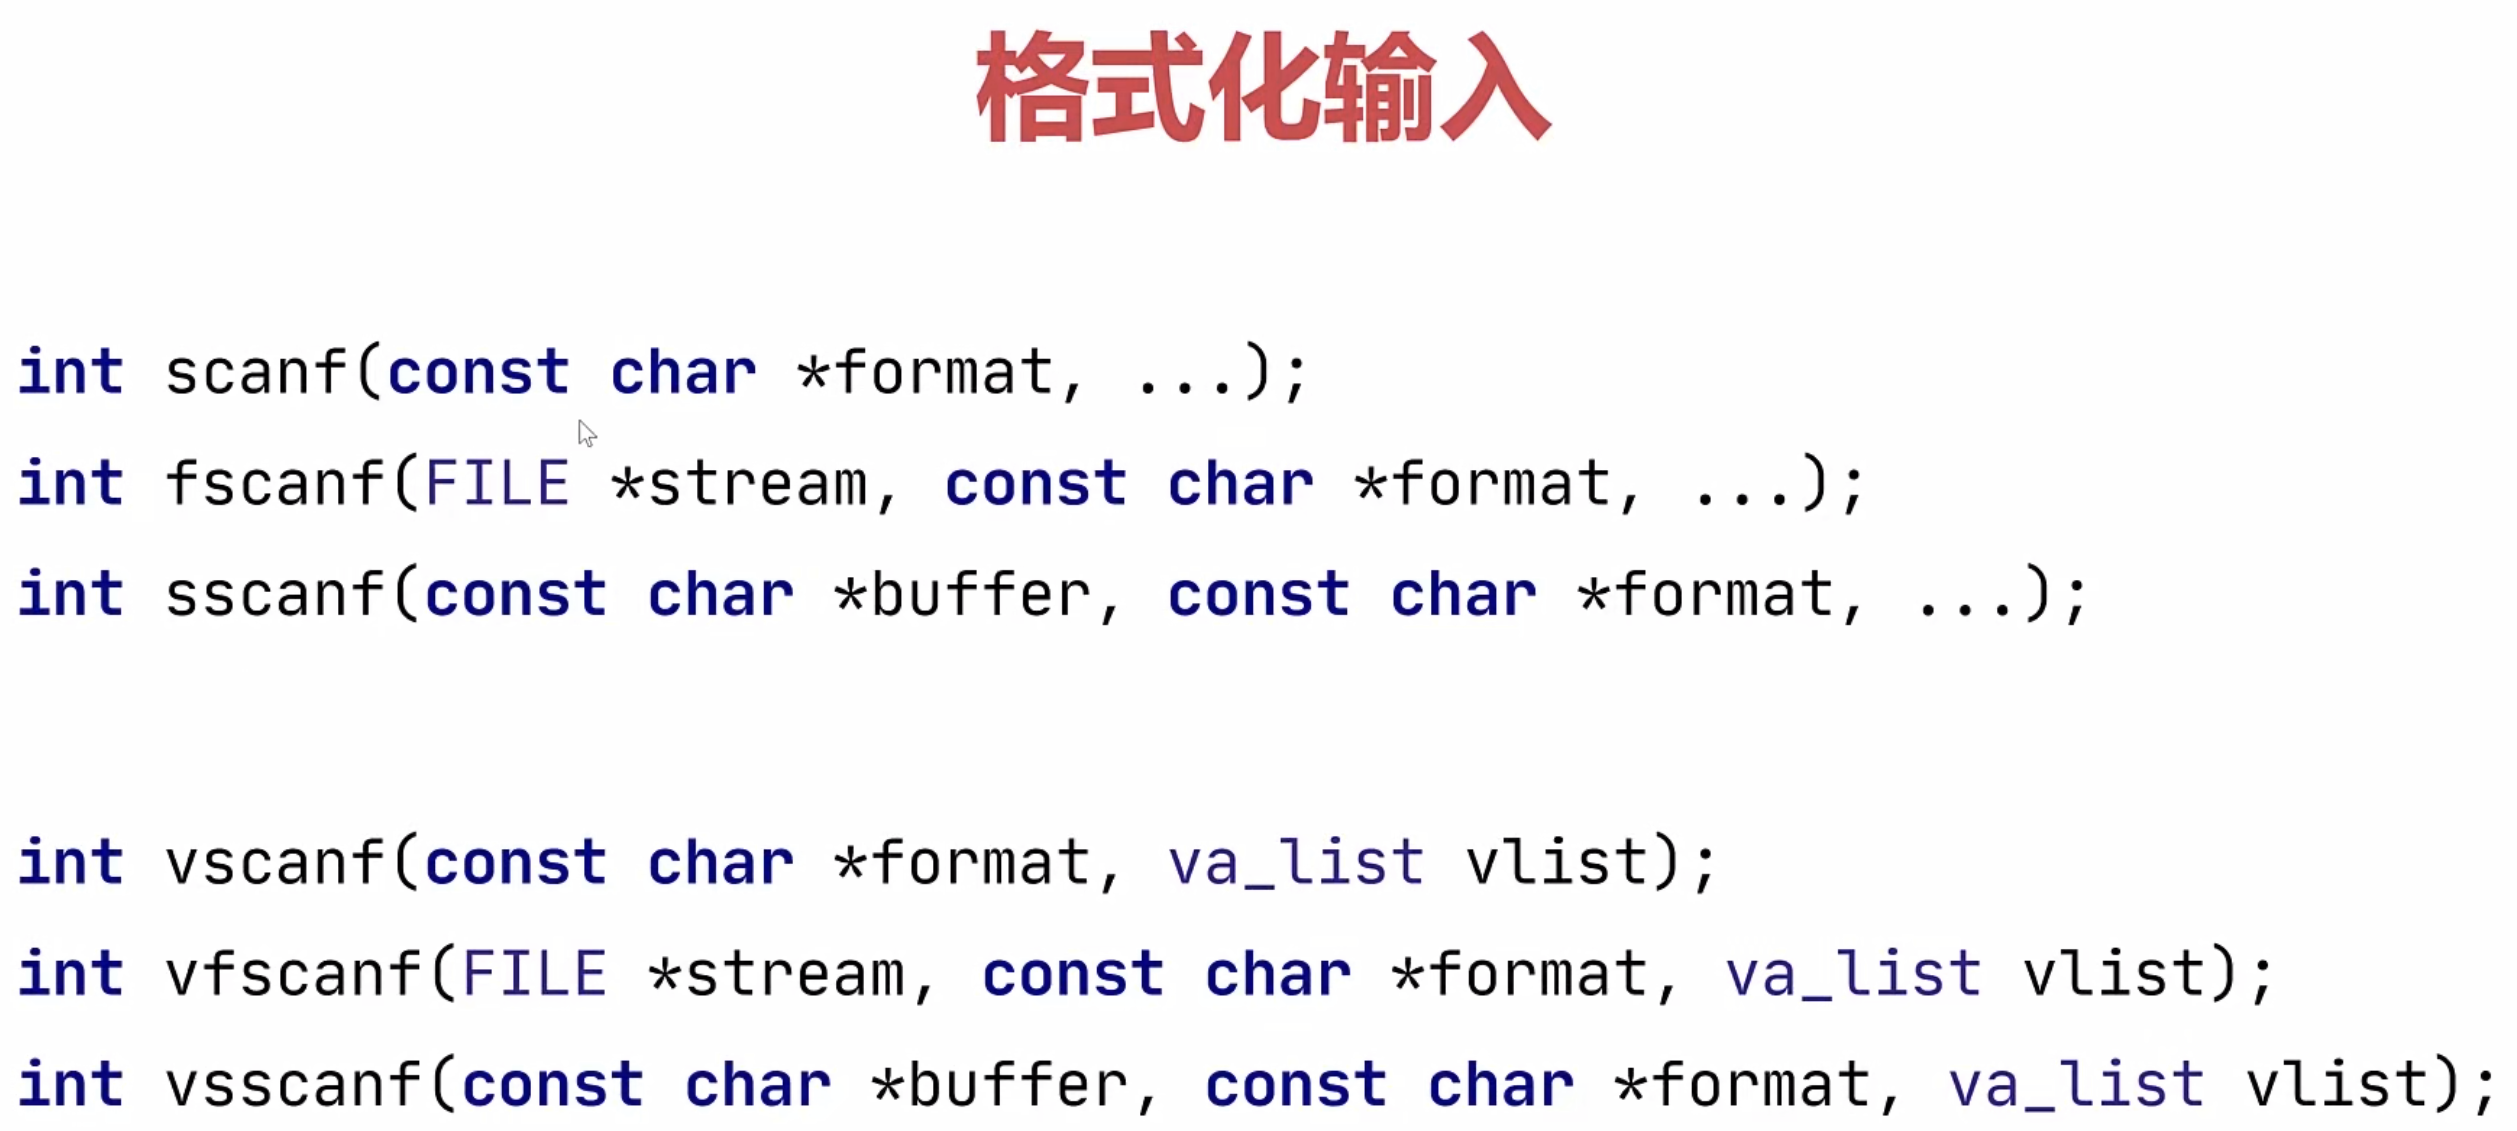 格式化输入
int scanf(const char *format, ...);
int fscanf(FILE *stream, const char *format, ...);
int sscanf(const char *buffer, const char *format, ...);
int vscanf(const char *format, va_list vlist);
int vfscanf(FILE *stream, const char *format, va_list vlist);
int vsscanf(const char *buffer, const char *format, va_list vlist);